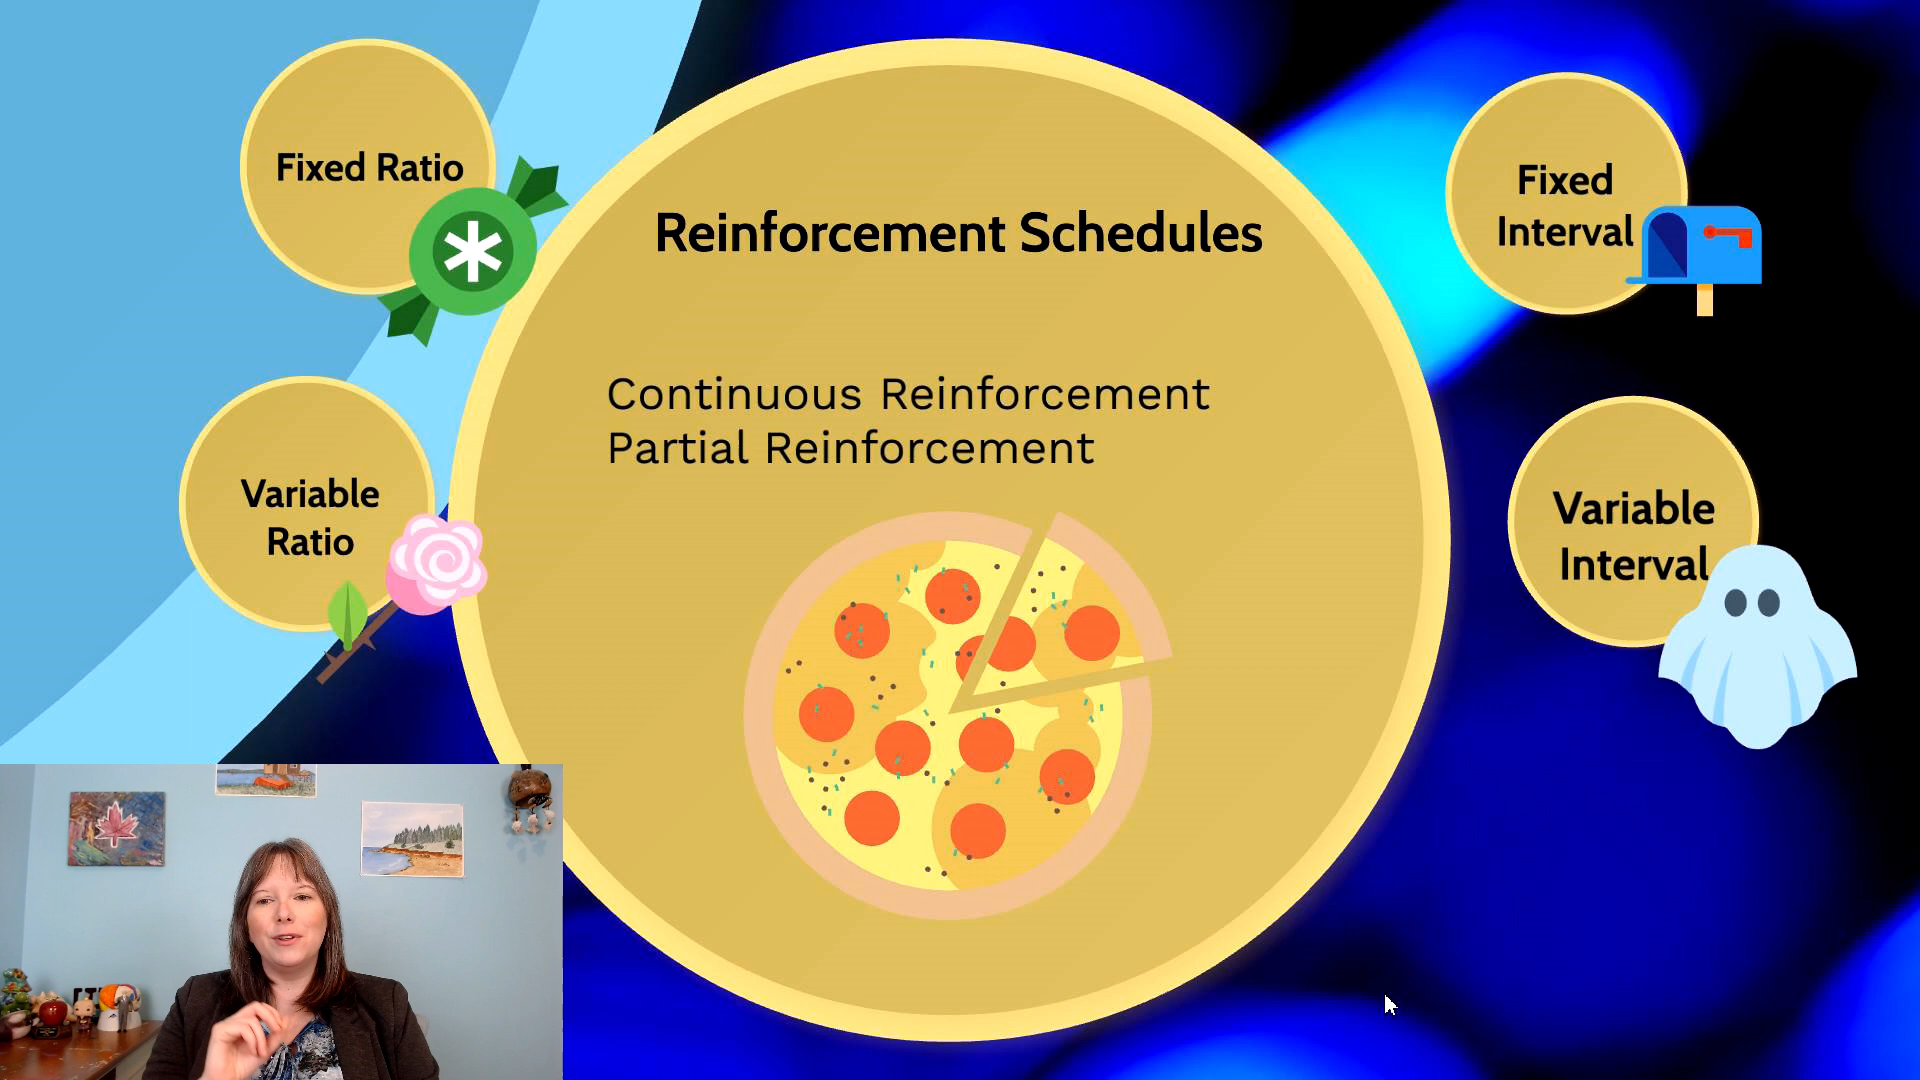 Reinforcement Schedules
Continuous Reinforcement
Partial Reinforcement
Fixed Ratio
Variable
Ratio
Fixed
Interval
Variable
Interval